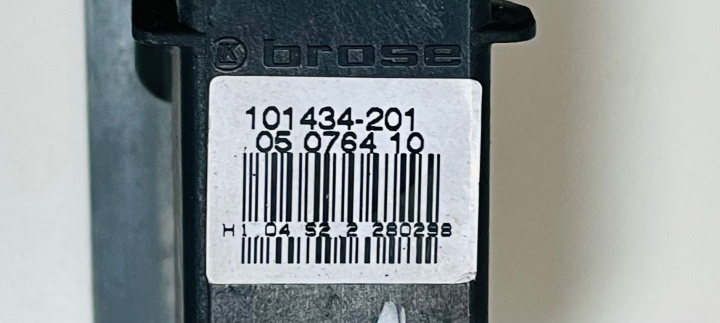 K brose
101434-201
05 0764 10
H1 04 52 2 280298